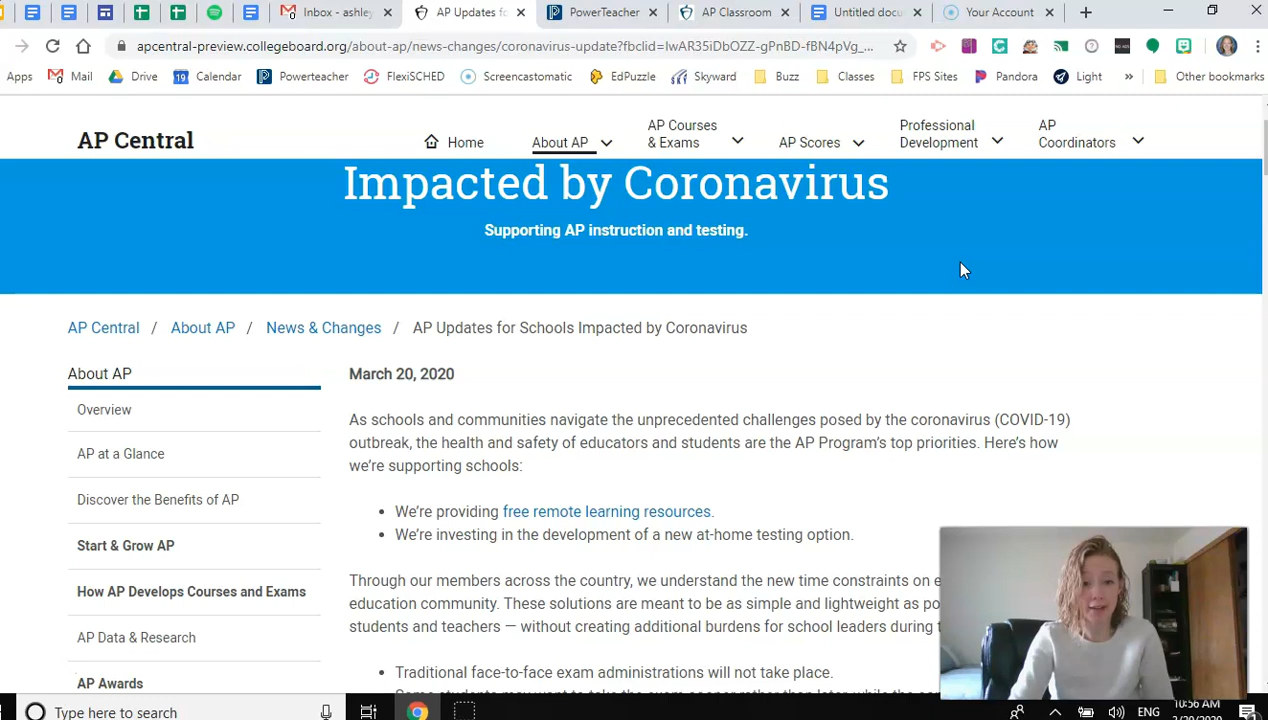 Inbox - ashley
AP Updates fo
PowerTeacher
AP Classroom
Untitled docu
Your Account
apcentral-preview.collegeboard.org/about-ap/news-changes/coronavirus-update?fbclid=IwAR35iDbOZZ-gPnBD-fBN4pVg_...
Apps
Mail
Drive
Calendar
Powerteacher
FlexiSCHED
Screencastomatic
EdPuzzle
Skyward
Buzz
Classes
FPS Sites
Pandora
Light
»
Other bookmarks
AP Central
Home
About AP
AP Courses
& Exams
AP Scores
Professional
Development
AP
Coordinators
Impacted by Coronavirus
Supporting AP instruction and testing.
AP Central / About AP / News & Changes / AP Updates for Schools Impacted by Coronavirus
About AP
Overview
AP at a Glance
Discover the Benefits of AP
Start & Grow AP
How AP Develops Courses and Exams
AP Data & Research
AP Awards
March 20, 2020
As schools and communities navigate the unprecedented challenges posed by the coronavirus (COVID-19)
outbreak, the health and safety of educators and students are the AP Program's top priorities. Here's how
we're supporting schools:
• We're providing free remote learning resources.
• We're investing in the development of a new at-home testing option.
Through our members across the country, we understand the new time constraints on e
education community. These solutions are meant to be as simple and lightweight as po
students and teachers — without creating additional burdens for school leaders during t
• Traditional face-to-face exam administrations will not take place.
Type here to search
ENG
10:56 AM